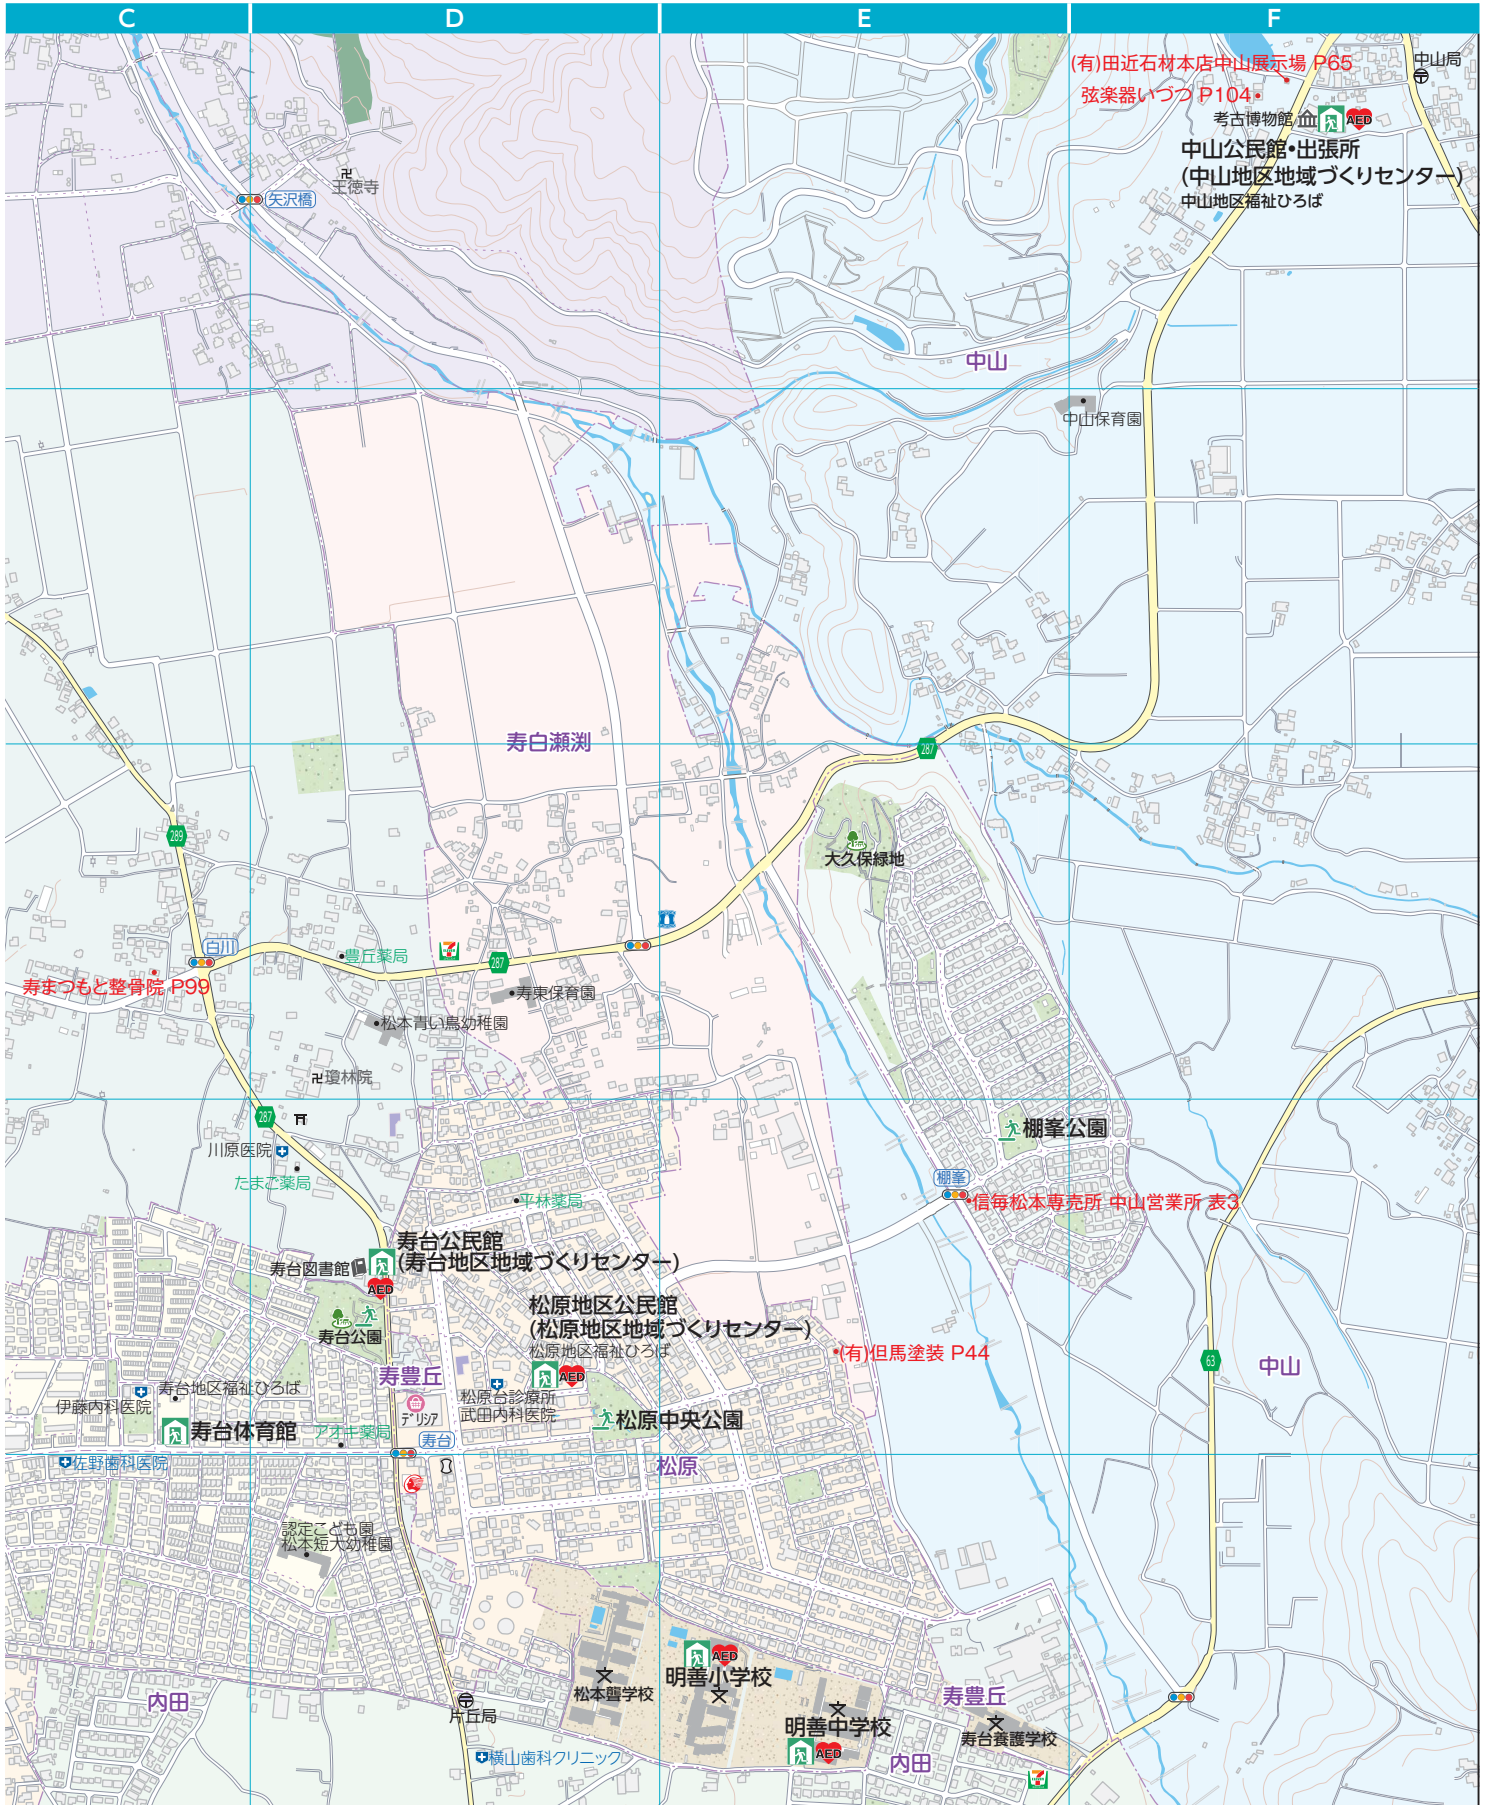 C
D
E
F
(有)田近石材本店中山展示場 P65
中山局
弦楽器いづつ P104
考古博物館
AED
中山公民館・出張所
(中山地区地域づくりセンター)
中山地区福祉ひろば
王徳寺
矢沢橋
中山
中山保育園
寿白瀬渕
287
289
大久保緑地
白川
豊丘薬局
7
287
寿まつもと整骨院 P99
寿東保育園
松本青い鳥幼稚園
瓊林院
287
川原医院
たまご薬局
棚峯公園
棚峯
信毎松本専売所 中山営業所 表3
平林薬局
寿台公民館
(寿台地区地域づくりセンター)
寿台図書館
AED
松原地区公民館
(松原地区地域づくりセンター)
松原地区福祉ひろば
AED
寿台公園
(有)但馬塗装 P44
63
中山
寿豊丘
寿台地区福祉ひろば
伊藤内科医院
松原台診療所
武田内科医院
デリシア
松原中央公園
寿台体育館
アオキ薬局
寿台
佐野歯科医院
松原
認定こども園
松本短大幼稚園
AED
明善小学校
松本聾学校
内田
片丘局
寿豊丘
明善中学校
AED
寿台養護学校
横山歯科クリニック
内田
7